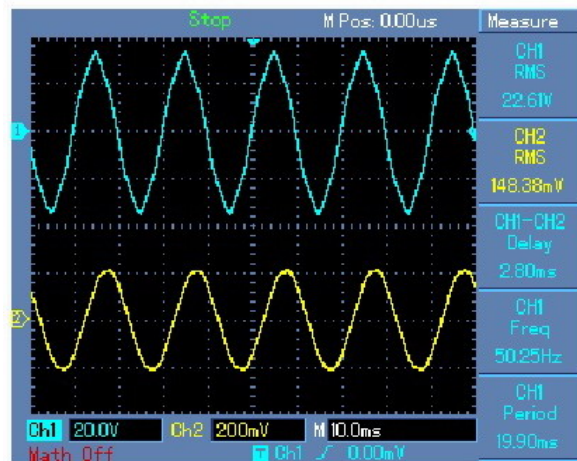 Stop M Pos: 0.00us Measure
CH1
RMS
22.61V
CH2
RMS
148.38mV
CH1-CH2
Delay
2.80ms
CH1
Freq
50.25Hz
CH1
Period
19.90ms
1
2
Ch1 20.0V Ch2 200mV M 10.0ms
Math Off T Ch1 0.00mV